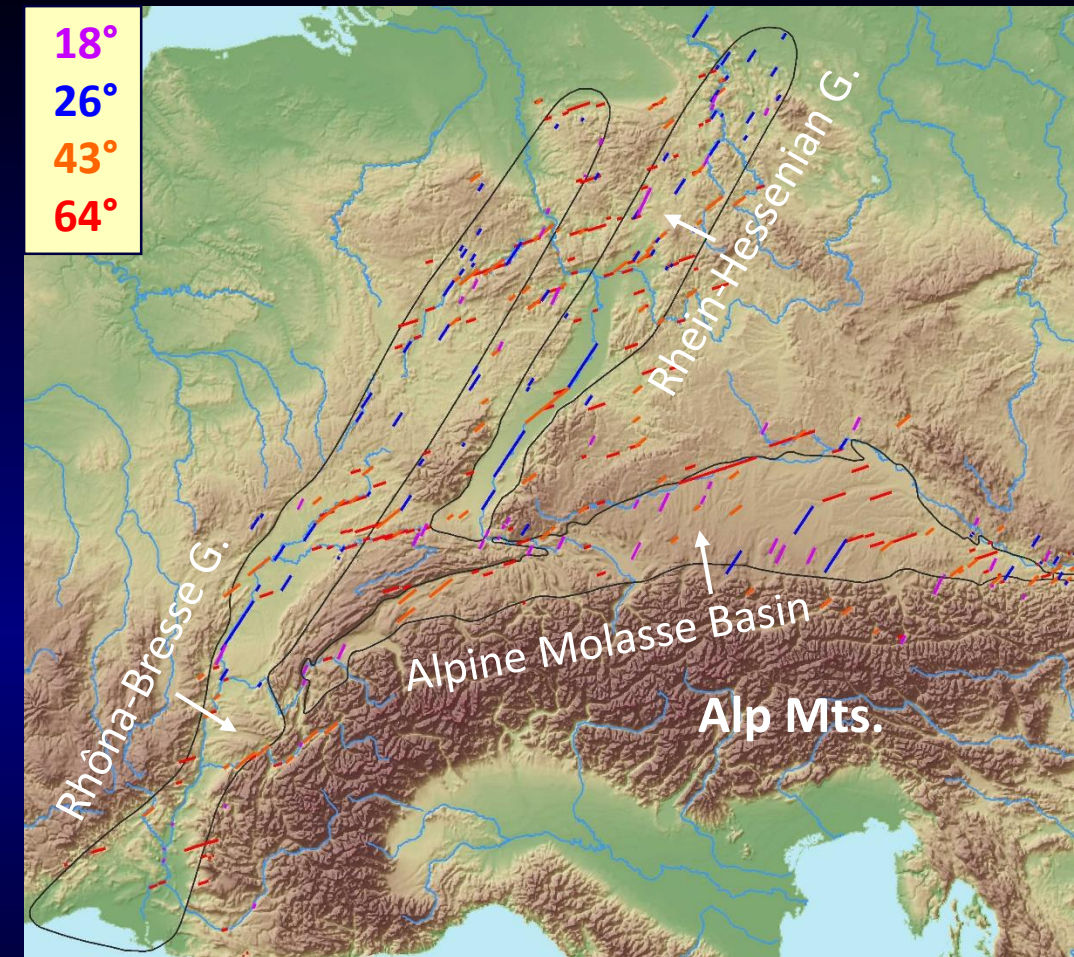 18°
26°
43°
64°
Rhein-Hessenian G.
Rhôna-Bresse G.
Alpine Molasse Basin
Alp Mts.